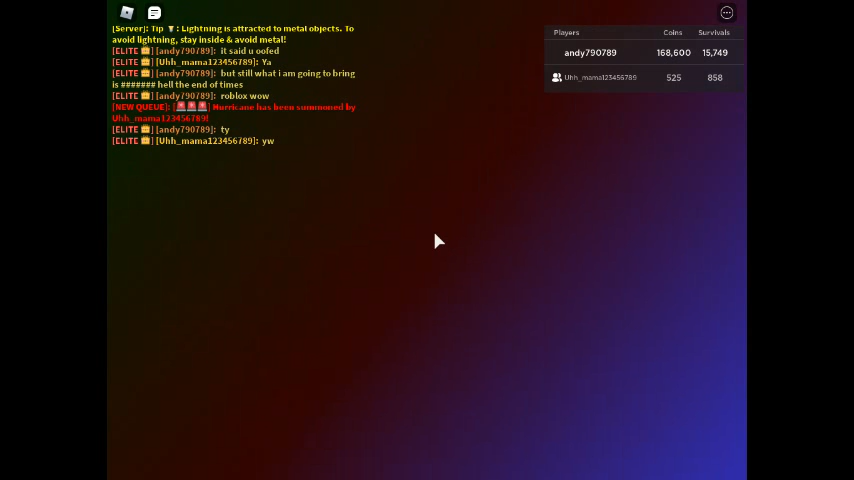 [Server]: Tip 💡: Lightning is attracted to metal objects. To
avoid lightning, stay inside & avoid metal!
[ELITE 💼] [andy790789]: it said u oofed
[ELITE 💼] [Uhh_mama123456789]: Ya
[ELITE 💼] [andy790789]: but still what i am going to bring
is ####### hell the end of times
[ELITE 💼] [andy790789]: roblox wow
[NEW QUEUE]: [🚨🚨🚨] Hurricane has been summoned by
Uhh_mama123456789!
[ELITE 💼] [andy790789]: ty
[ELITE 💼] [Uhh_mama123456789]: yw
Players Coins Survivals
andy790789 168,600 15,749
Uhh_mama123456789 525 858